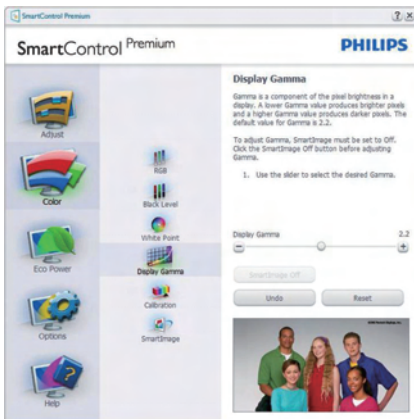 SmartControl Premium
SmartControl Premium
PHILIPS
Adjust
Color
Eco Power
Options
Help
RGB
Black Level
White Point
Display Gamma
Calibration
SmartImage
Display Gamma
Gamma is a component of the pixel brightness in a
display. A lower Gamma value produces brighter pixels
and a higher Gamma value produces darker pixels. The
default value for Gamma is 2.2.
To adjust Gamma, SmartImage must be set to Off.
Click the SmartImage Off button before adjusting
Gamma.
1. Use the slider to select the desired Gamma.
Display Gamma 2.2
SmartImage Off
Undo Reset